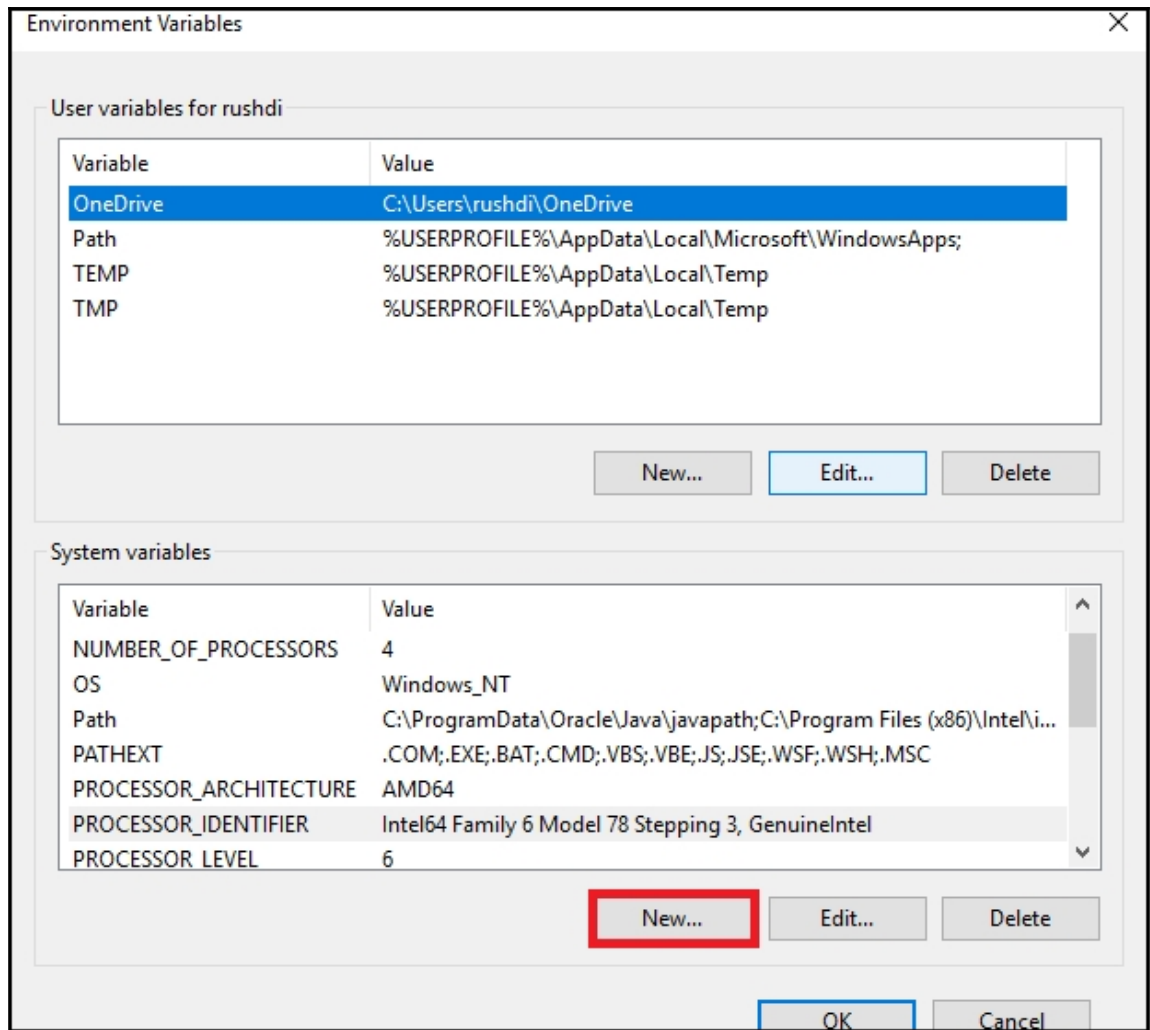 Environment Variables
User variables for rushdi
Variable Value
OneDrive C:\Users\rushdi\OneDrive
Path %USERPROFILE%\AppData\Local\Microsoft\WindowsApps;
TEMP %USERPROFILE%\AppData\Local\Temp
TMP %USERPROFILE%\AppData\Local\Temp
New... Edit... Delete
System variables
Variable Value
NUMBER_OF_PROCESSORS 4
OS Windows_NT
Path C:\ProgramData\Oracle\Java\javapath;C:\Program Files (x86)\Intel\i...
PATHEXT .COM;.EXE;.BAT;.CMD;.VBS;.VBE;.JS;.JSE;.WSF;.WSH;.MSC
PROCESSOR_ARCHITECTURE AMD64
PROCESSOR_IDENTIFIER Intel64 Family 6 Model 78 Stepping 3, GenuineIntel
PROCESSOR_LEVEL 6
New... Edit... Delete
OK Cancel